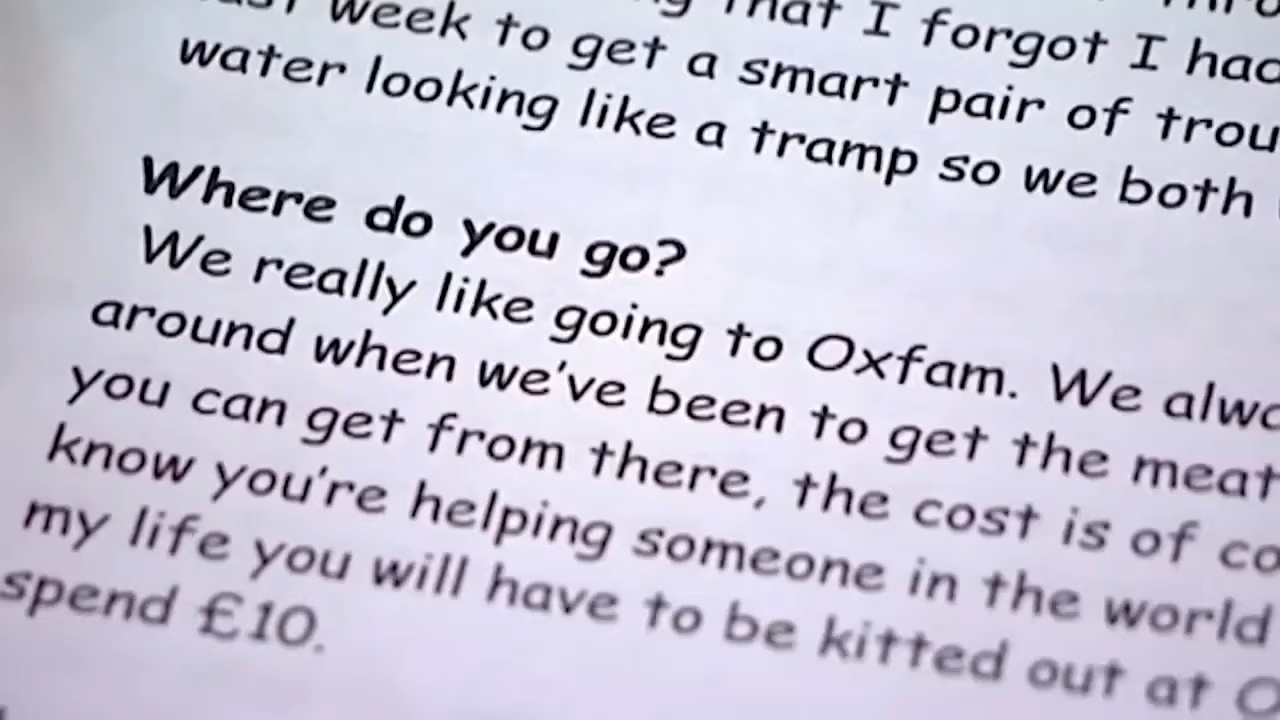 that I forgot I had
week to get a smart pair of trou
water looking like a tramp so we both
Where do you go?
We really like going to Oxfam. We alwa
around when we've been to get the meat
you can get from there, the cost is of co
know you're helping someone in the world
my life you will have to be kitted out at O
spend £10.